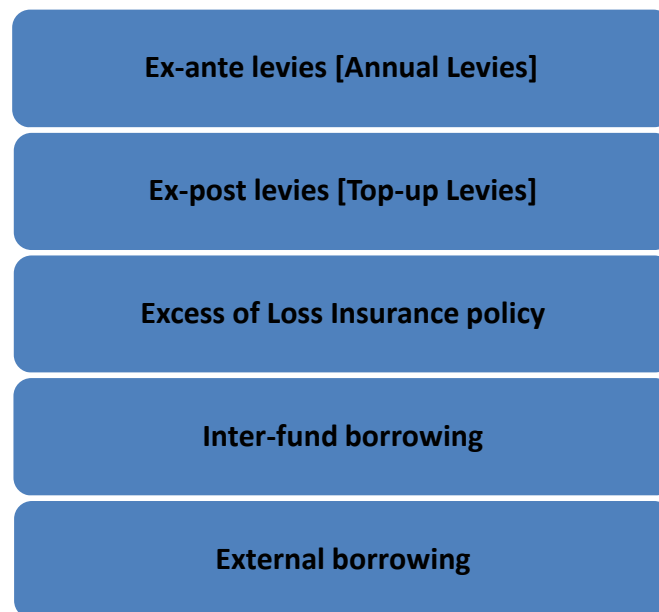 Ex-ante levies [Annual Levies]
Ex-post levies [Top-up Levies]
Excess of Loss Insurance policy
Inter-fund borrowing
External borrowing